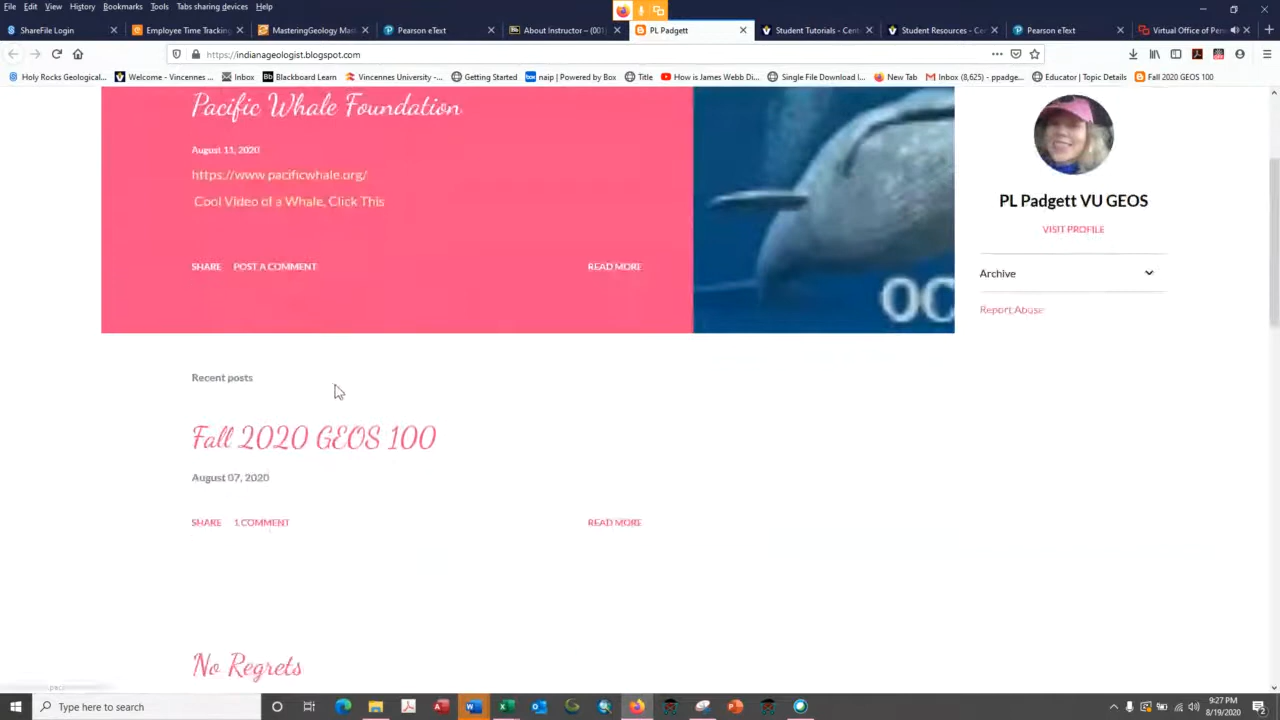 File Edit View History Bookmarks Tools Tabs sharing devices Help
ShareFile Login
Employee Time Tracking
MasteringGeology Mast
Pearson eText
About Instructor – (001)
PL Padgett
Student Tutorials - Cent
Student Resources - Cen
Pearson eText
Virtual Office of Pern
https://indianageologist.blogspot.com
Holy Rocks Geological...
Welcome - Vincennes ...
Inbox
Blackboard Learn
Vincennes University -...
Getting Started
naip | Powered by Box
Title
How is James Webb Di...
Single File Download I...
New Tab
Inbox (8,625) - ppadge...
Educator | Topic Details
Fall 2020 GEOS 100
Pacific Whale Foundation
August 13, 2020
https://www.pacificwhale.org/
Cool Video of a Whale, Click This
SHARE POST A COMMENT READ MORE
OC
PL Padgett VU GEOS
VISIT PROFILE
Archive
Report Abuse
Recent posts
Fall 2020 GEOS 100
August 07, 2020
SHARE 1 COMMENT READ MORE
No Regrets
Type here to search
9:27 PM
8/19/2020